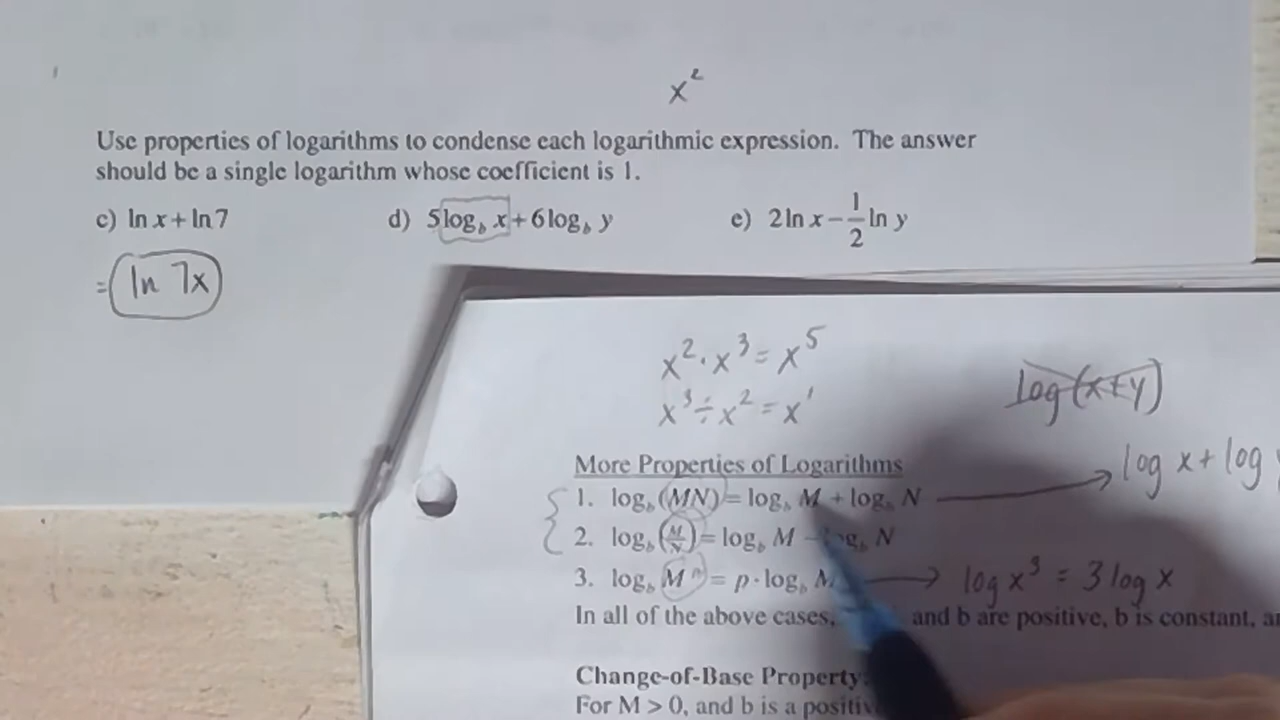 x²
Use properties of logarithms to condense each logarithmic expression. The answer
should be a single logarithm whose coefficient is 1.
c) ln x + ln 7 d) 5 log_b x + 6 log_b y e) 2 ln x − 1/2 ln y
= ln 7x
x² · x³ = x⁵
x³ ÷ x² = x¹
log (x+y)
More Properties of Logarithms
log x + log
1. log_b (MN) = log_b M + log_b N
2. log_b (M/N) = log_b M log_b N
3. log_b M = p · log_b M log x³ = 3 log x
In all of the above cases, and b are positive, b is constant,
Change-of-Base Property
For M > 0, and b is a